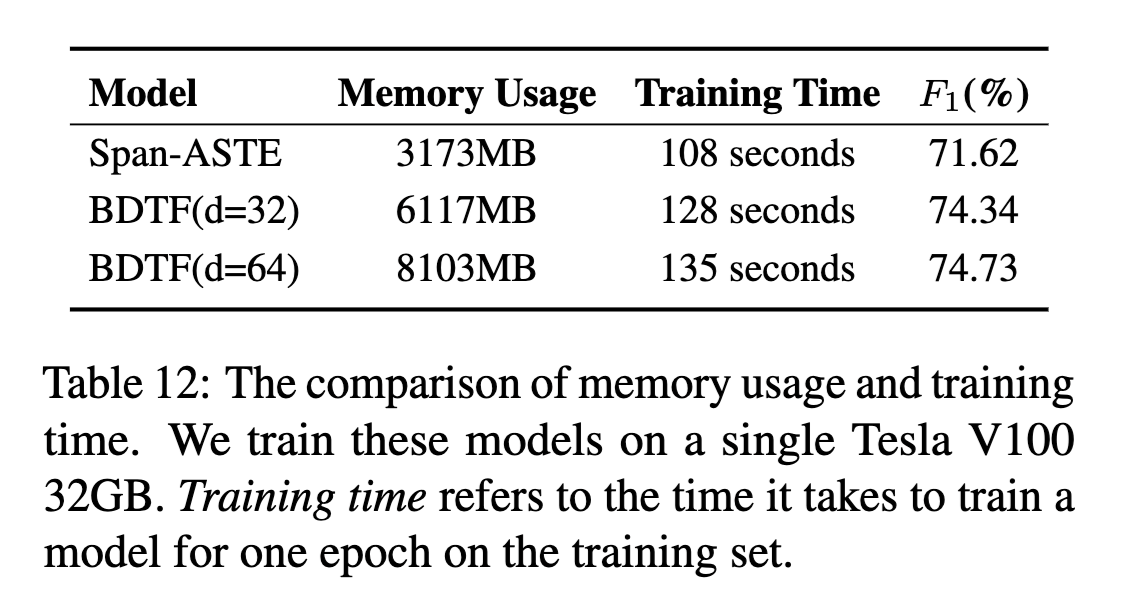 Model Memory Usage Training Time F1(%)
Span-ASTE 3173MB 108 seconds 71.62
BDTF(d=32) 6117MB 128 seconds 74.34
BDTF(d=64) 8103MB 135 seconds 74.73
Table 12: The comparison of memory usage and training
time. We train these models on a single Tesla V100
32GB. Training time refers to the time it takes to train a
model for one epoch on the training set.